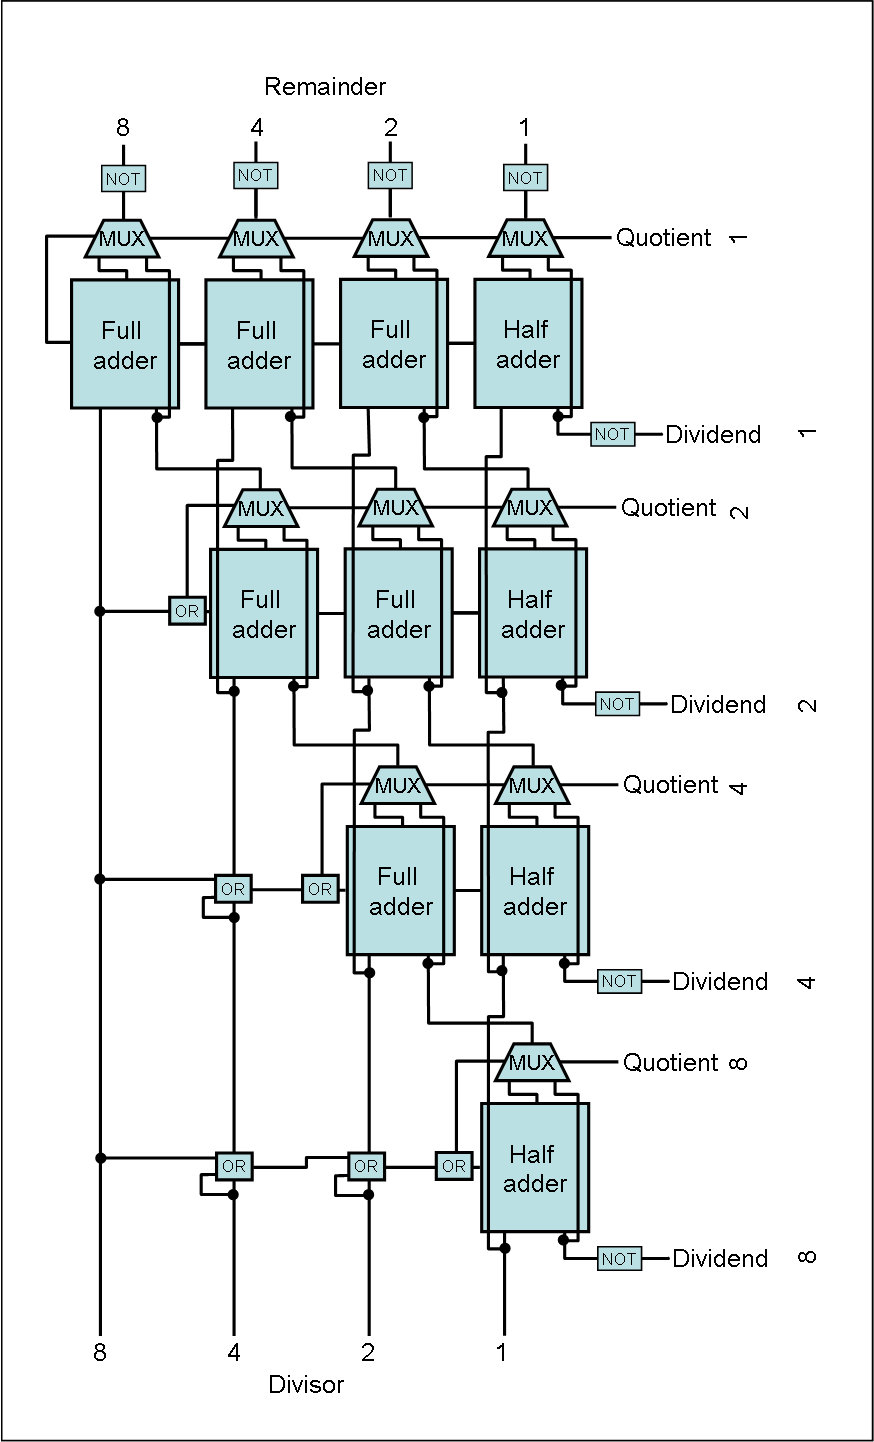 Remainder
8 4 2 1
NOT NOT NOT NOT
MUX MUX MUX MUX Quotient 1
Full adder Full adder Full adder Half adder
NOT Dividend 1
MUX MUX MUX Quotient 2
OR Full adder Full adder Half adder
NOT Dividend 2
MUX MUX Quotient 4
OR OR Full adder Half adder
NOT Dividend 4
MUX Quotient 8
OR OR OR Half adder
NOT Dividend 8
8 4 2 1
Divisor